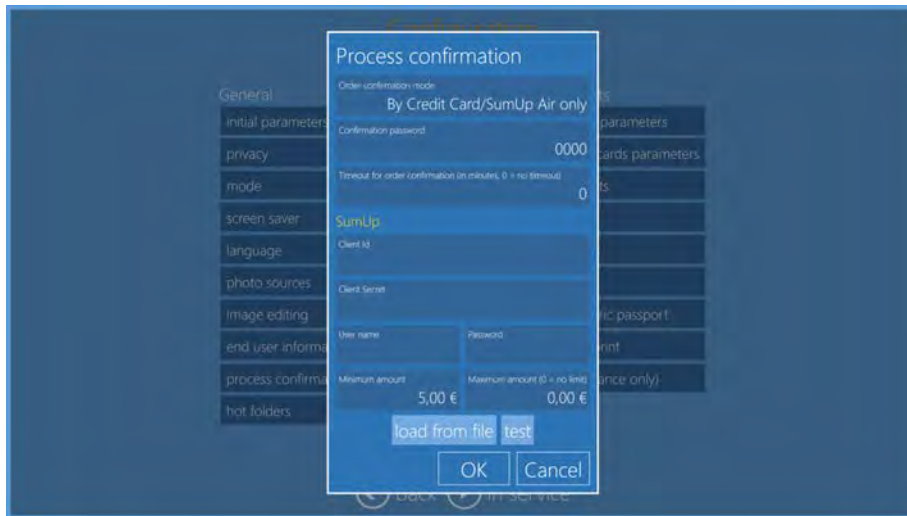 Process confirmation
General
Order confirmation mode
By Credit Card/SumUp Air only
initial parameters
parameters
Confirmation password
0000
privacy
cards parameters
Timeout for order confirmation (in minutes, 0 = no timeout)
0
mode
screen saver
SumUp
language
Client Id
photo sources
Client Secret
image editing
end user informa
User name
Password
process confirma
Minimum amount
Maximum amount (0 = no limit)
ance only)
5,00 €
0,00 €
hot folders
load from file
test
OK
Cancel
Back
in service